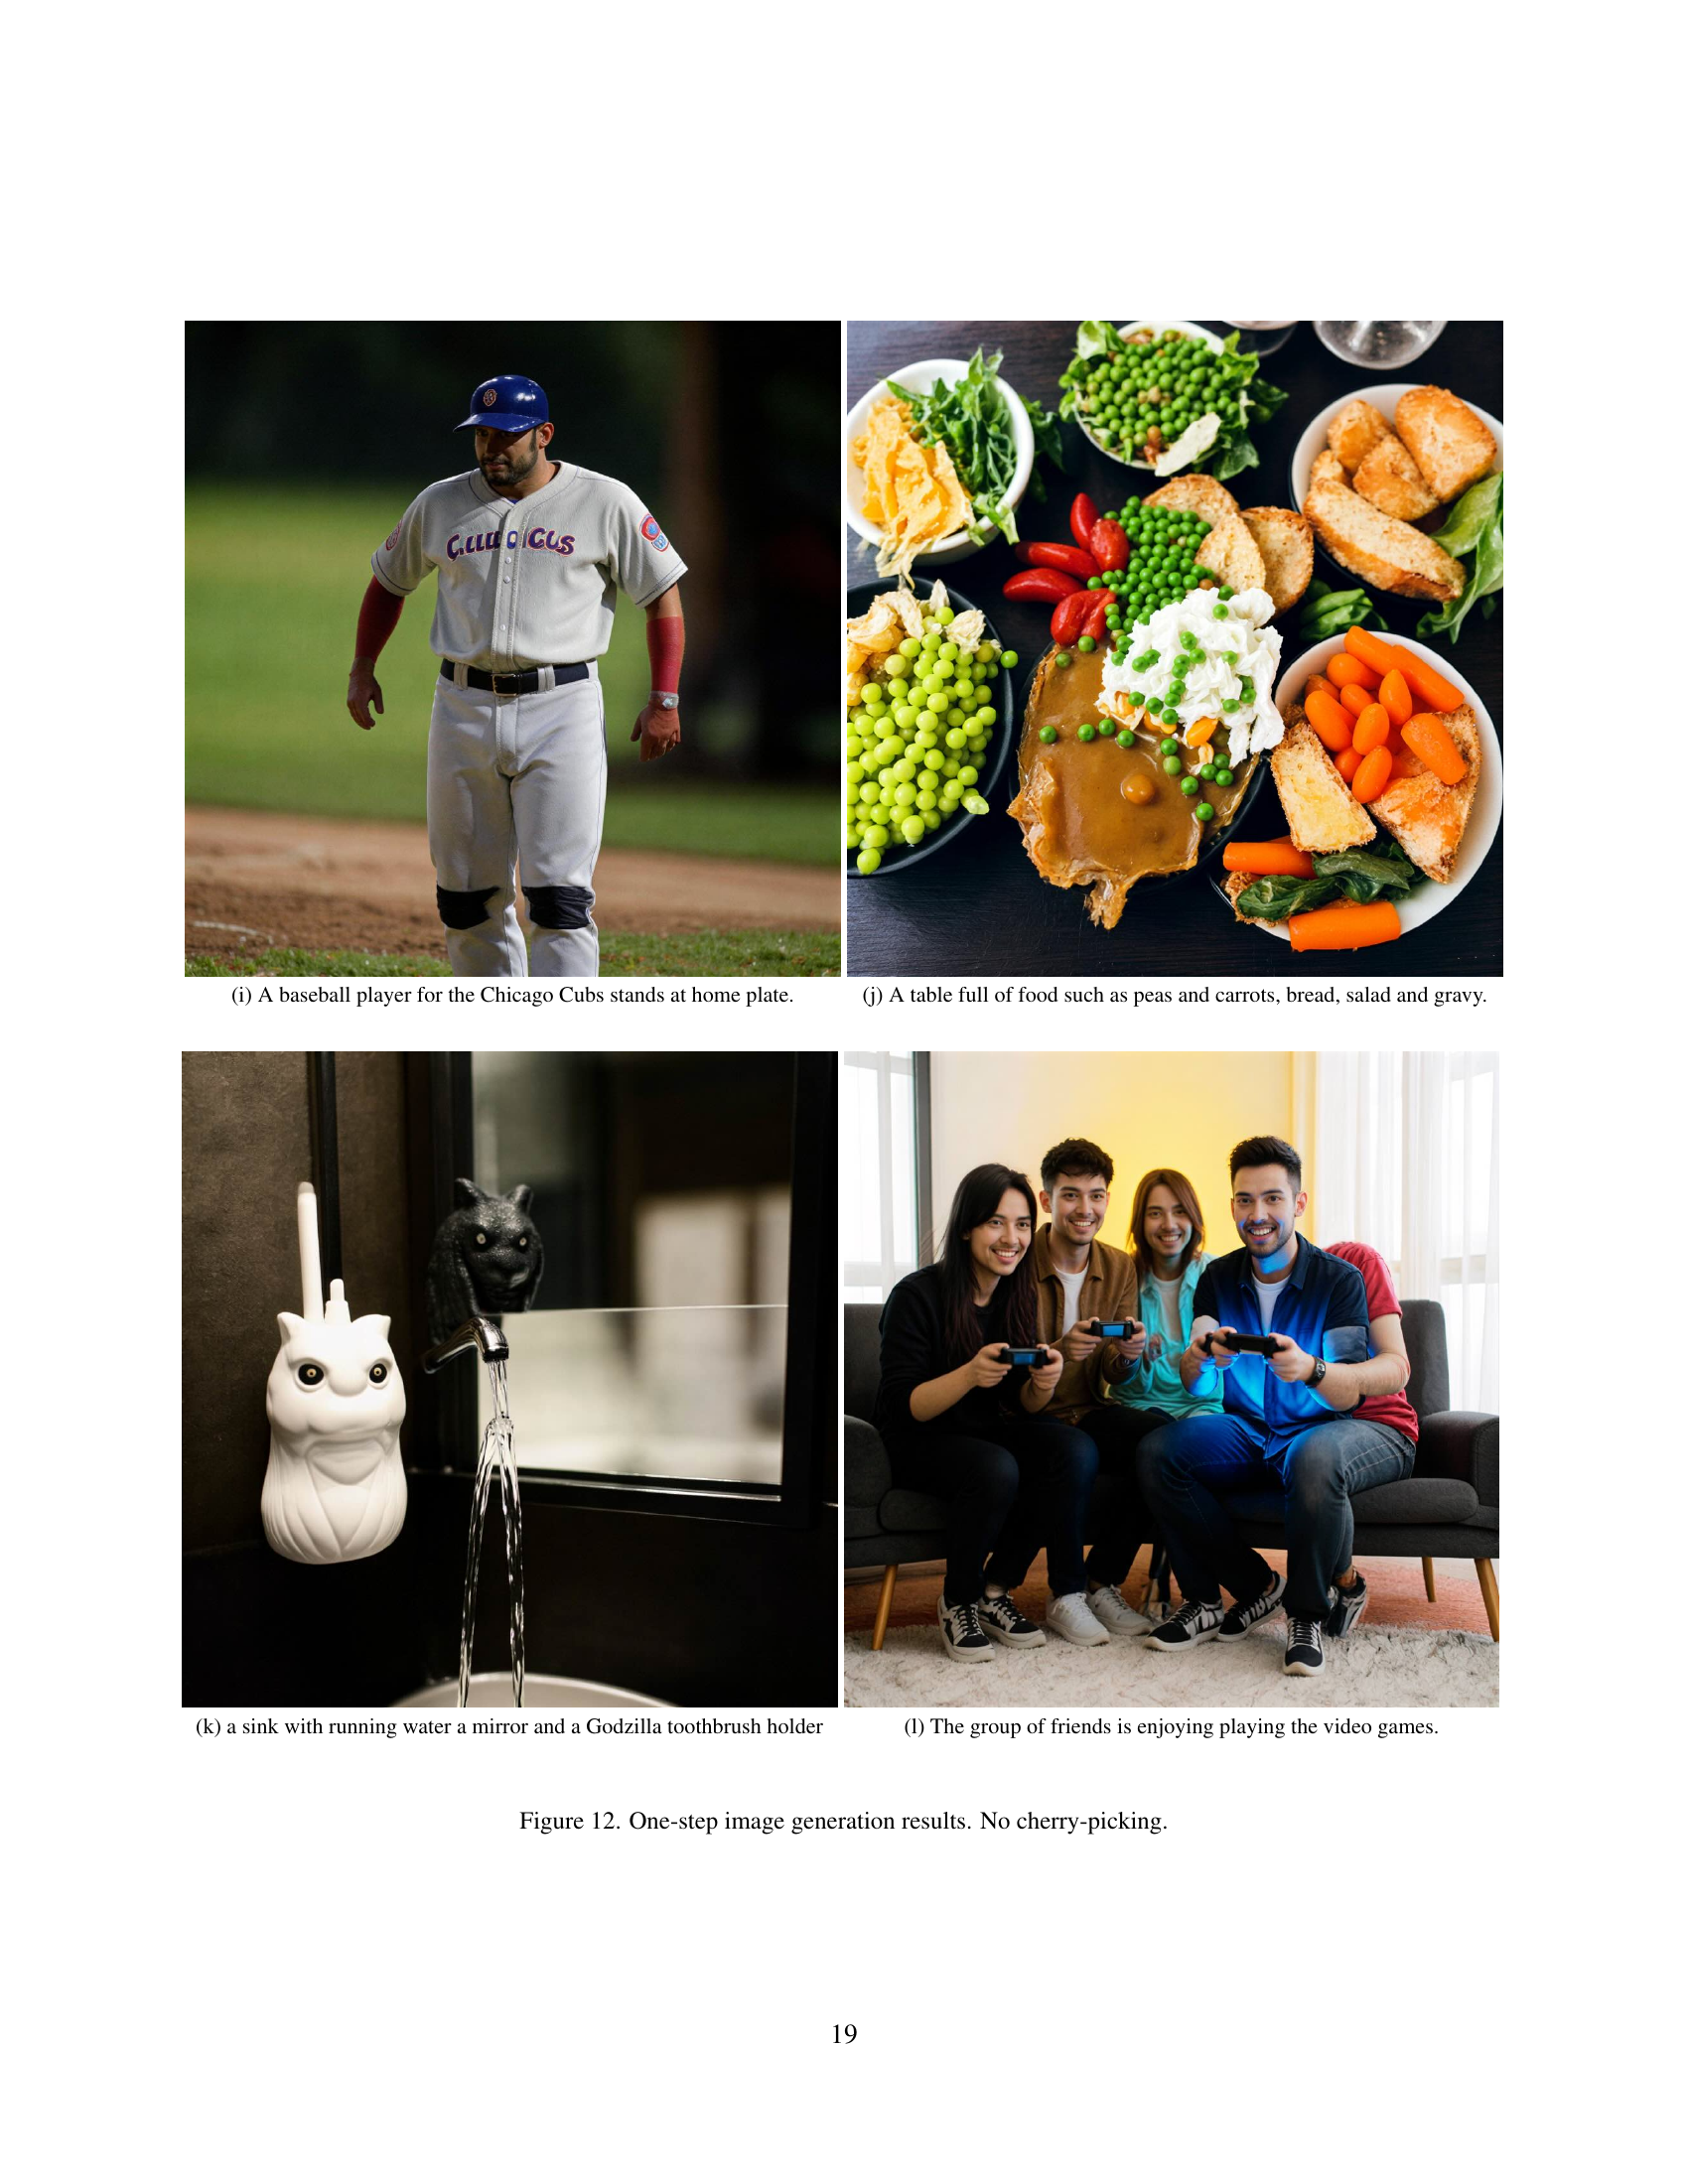 (i) A baseball player for the Chicago Cubs stands at home plate.
(j) A table full of food such as peas and carrots, bread, salad and gravy.
(k) a sink with running water a mirror and a Godzilla toothbrush holder
(l) The group of friends is enjoying playing the video games.
Figure 12. One-step image generation results. No cherry-picking.
19